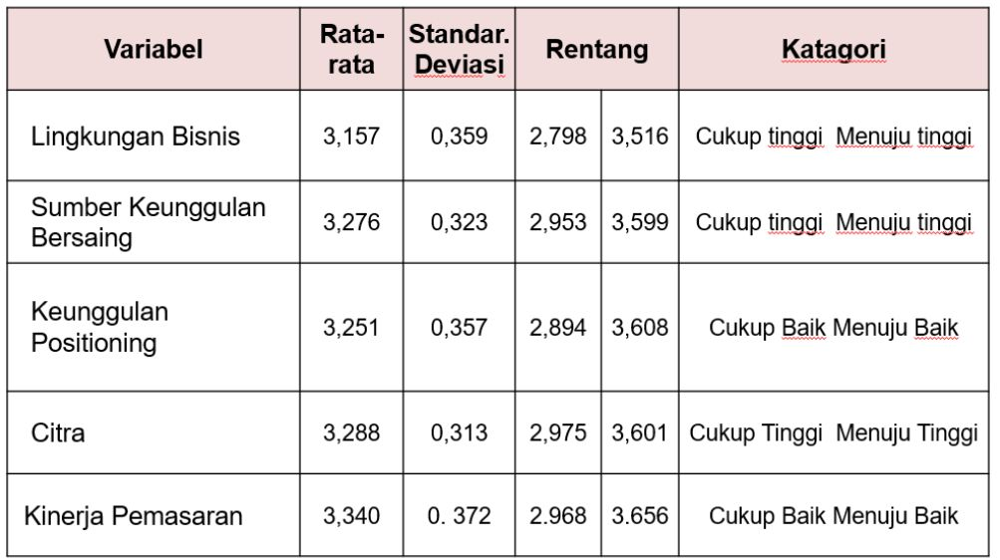 Variabel Rata-rata Standar. Deviasi Rentang Katagori
Lingkungan Bisnis 3,157 0,359 2,798 3,516 Cukup tinggi Menuju tinggi
Sumber Keunggulan Bersaing 3,276 0,323 2,953 3,599 Cukup tinggi Menuju tinggi
Keunggulan Positioning 3,251 0,357 2,894 3,608 Cukup Baik Menuju Baik
Citra 3,288 0,313 2,975 3,601 Cukup Tinggi Menuju Tinggi
Kinerja Pemasaran 3,340 0. 372 2.968 3.656 Cukup Baik Menuju Baik